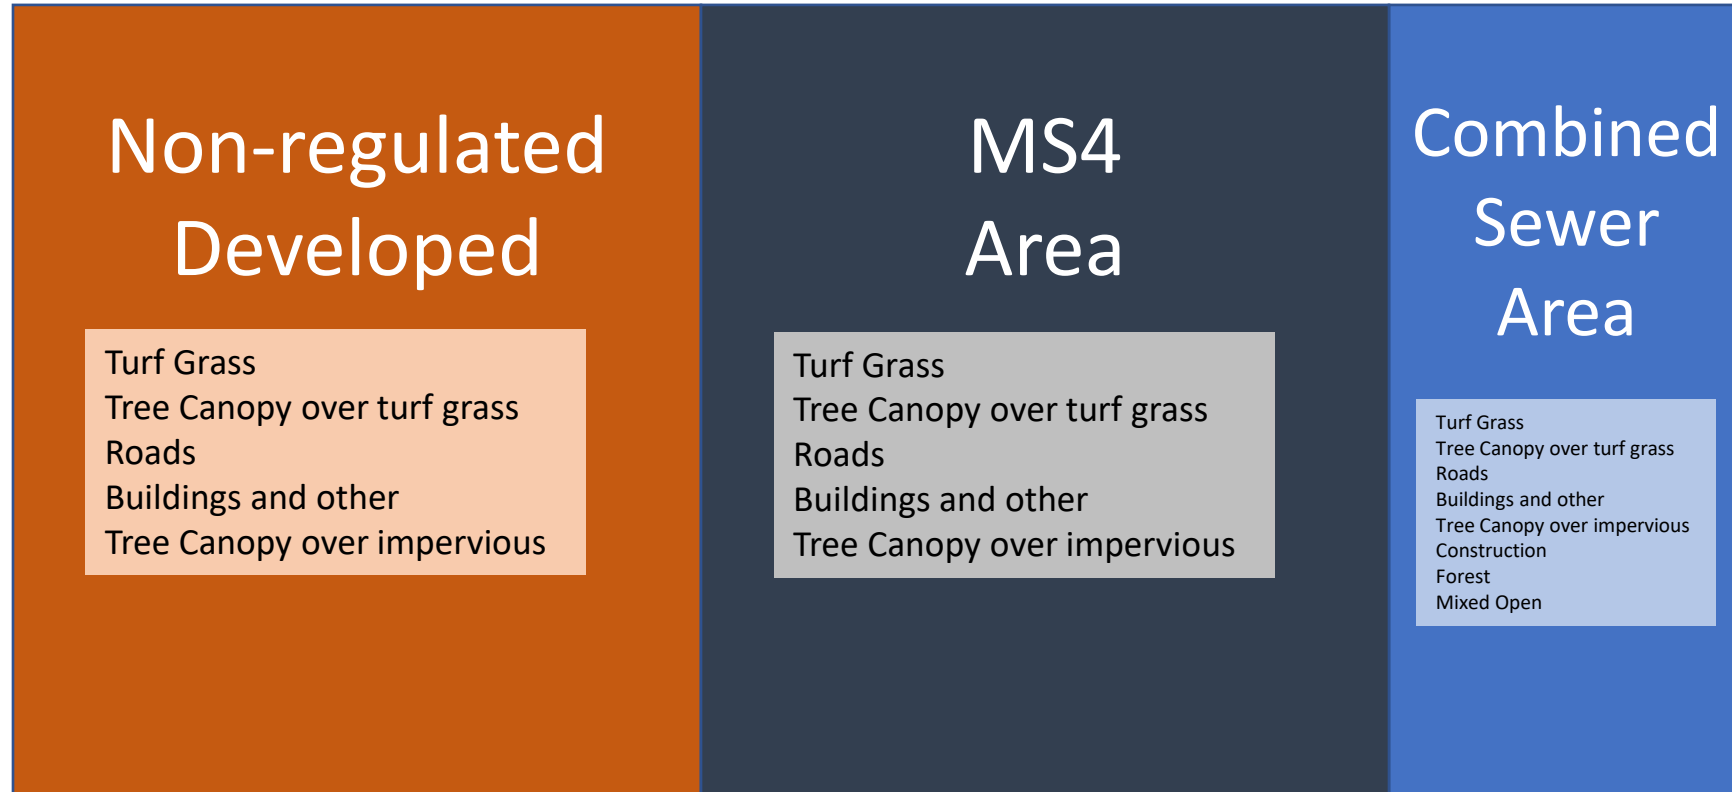 Non-regulated
Developed
Turf Grass
Tree Canopy over turf grass
Roads
Buildings and other
Tree Canopy over impervious
MS4
Area
Turf Grass
Tree Canopy over turf grass
Roads
Buildings and other
Tree Canopy over impervious
Combined
Sewer
Area
Turf Grass
Tree Canopy over turf grass
Roads
Buildings and other
Tree Canopy over impervious
Construction
Forest
Mixed Open